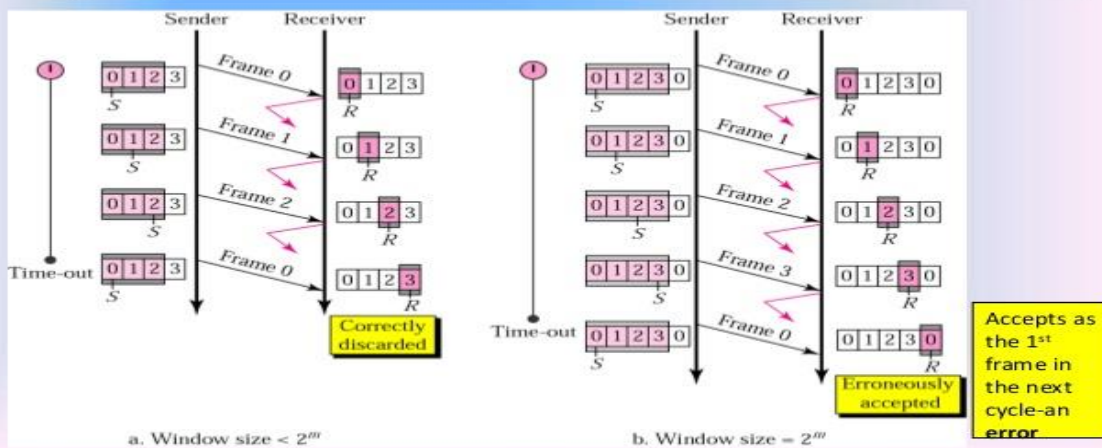 Sender Receiver
Frame 0
0 1 2 3
S
0 1 2 3
R
Frame 1
0 1 2 3
S
0 1 2 3
R
Frame 2
0 1 2 3
S
0 1 2 3
R
Time-out
Frame 0
0 1 2 3
S
0 1 2 3
R
Correctly
discarded
a. Window size < 2^m
Sender Receiver
Frame 0
0 1 2 3 0
S
0 1 2 3 0
R
Frame 1
0 1 2 3 0
S
0 1 2 3 0
R
Frame 2
0 1 2 3 0
S
0 1 2 3 0
R
Frame 3
0 1 2 3 0
S
0 1 2 3 0
R
Time-out
Frame 0
0 1 2 3 0
S
0 1 2 3 0
R
Erroneously
accepted
b. Window size = 2^m
Accepts as
the 1st
frame in
the next
cycle-an
error